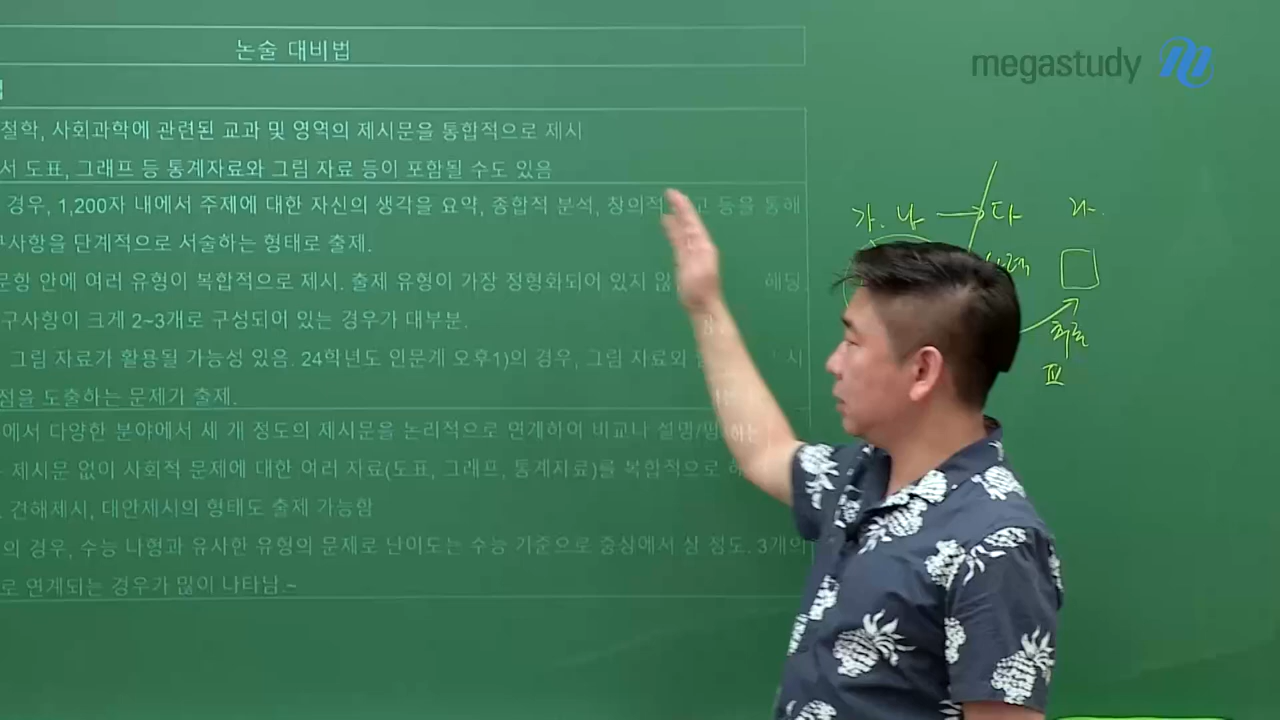 논술 대비법
megastudy
철학, 사회과학에 관련된 교과 및 영역의 제시문을 통합적으로 제시
서 도표, 그래프 등 통계자료와 그림 자료 등이 포함될 수도 있음
경우, 1,200자 내에서 주제에 대한 자신의 생각을 요약, 종합적 분석, 창의적 고 등을 통해
구사항을 단계적으로 서술하는 형태로 출제.
문항 안에 여러 유형이 복합적으로 제시. 출제 유형이 가장 정형화되어 있지 않 해당
구사항이 크게 2~3개로 구성되어 있는 경우가 대부분.
그림 자료가 활용될 가능성 있음. 24학년도 인문계 오후1)의 경우, 그림 자료와 시
점을 도출하는 문제가 출제.
에서 다양한 분야에서 세 개 정도의 제시문을 논리적으로 연계하여 비교나 설명/평 하는
제시문 없이 사회적 문제에 대한 여러 자료(도표, 그래프, 통계자료)를 복합적으로 해
견해제시, 대안제시의 형태도 출제 가능함
의 경우, 수능 나형과 유사한 유형의 문제로 난이도는 수능 기준으로 중상에서 상 정도. 3개의
로 연계되는 경우가 많이 나타남.~
가. 나 → 다 라.